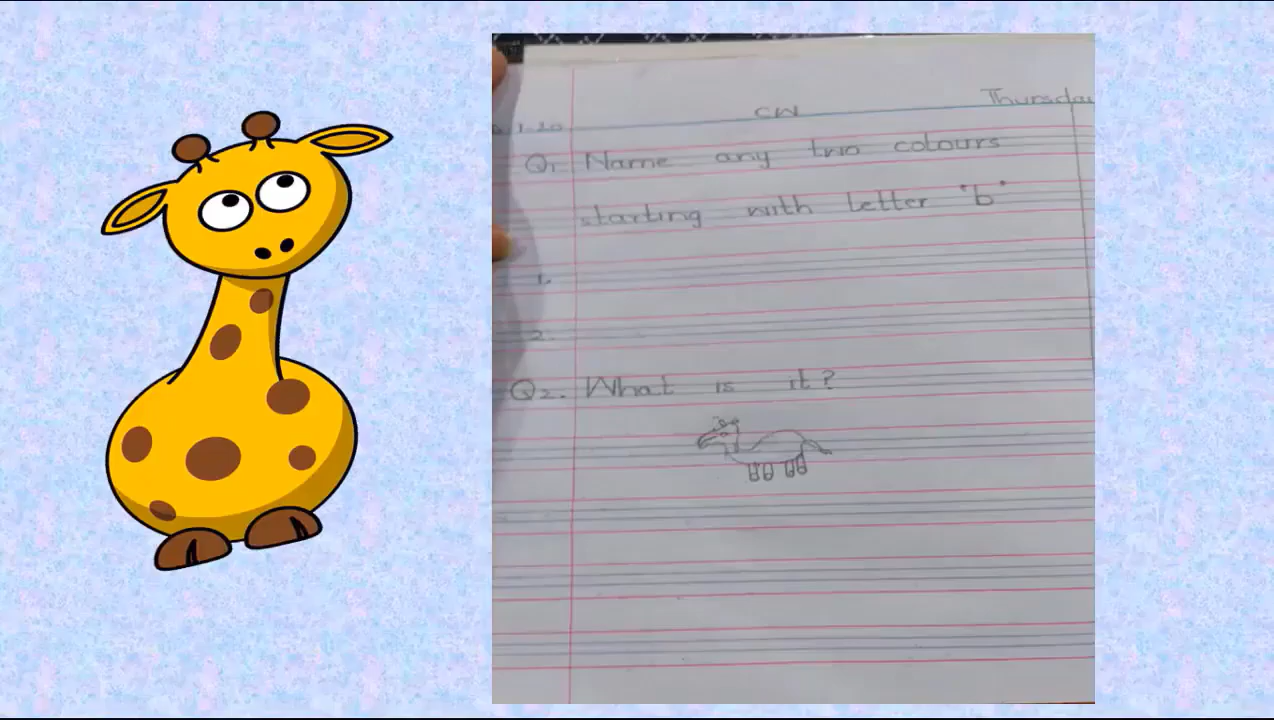 CW Thursday
Q1. Name any two colours
starting with letter "b"
1.
2.
Q2. What is it?